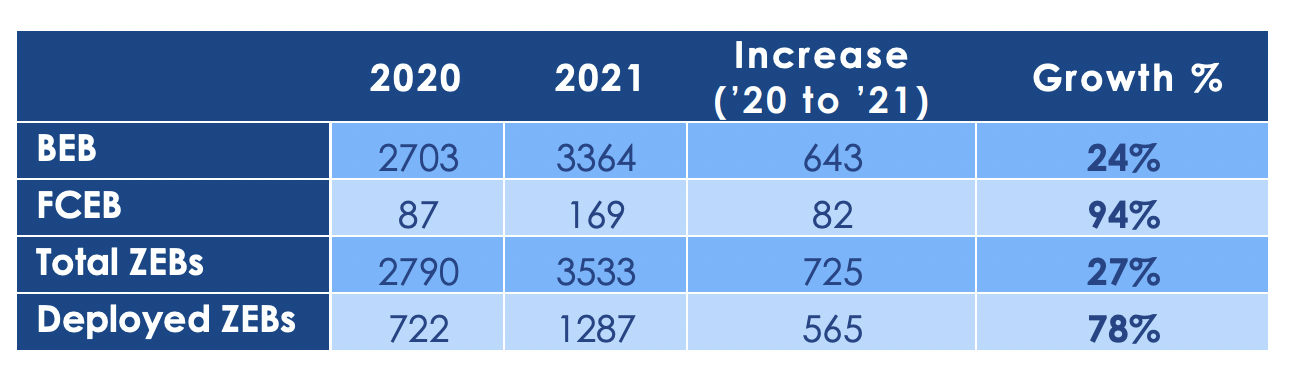 2020 2021 Increase (’20 to ’21) Growth %
BEB 2703 3364 643 24%
FCEB 87 169 82 94%
Total ZEBs 2790 3533 725 27%
Deployed ZEBs 722 1287 565 78%